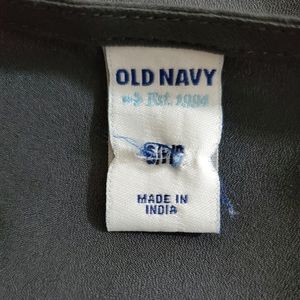 OLD NAVY
Est. 1994
MADE IN
INDIA